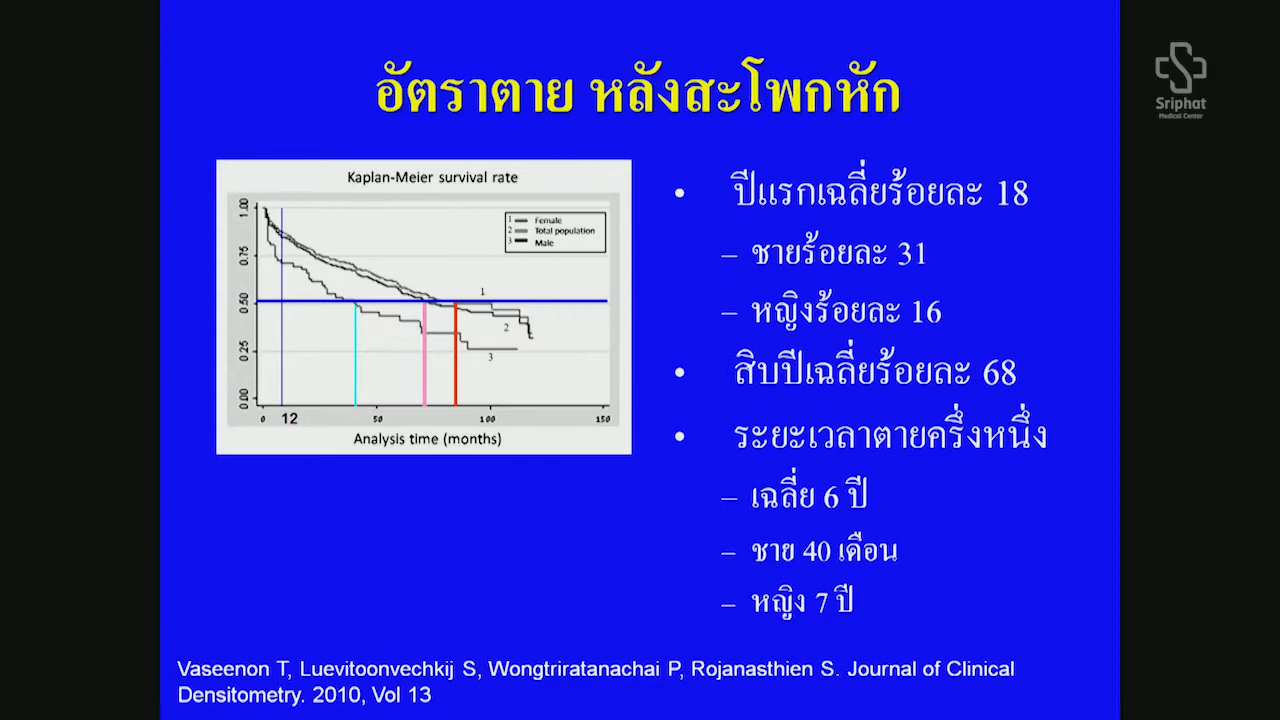 Sriphat
Medical Center
อัตราตาย หลังสะโพกหัก
Kaplan-Meier survival rate
1 Female
2 Total population
3 Male
1.00
0.75
0.50
0.25
0.00
1
2
3
0 12 50 100 150
Analysis time (months)
• ปีแรกเฉลี่ยร้อยละ 18
– ชายร้อยละ 31
– หญิงร้อยละ 16
• สิบปีเฉลี่ยร้อยละ 68
• ระยะเวลาตายครึ่งหนึ่ง
– เฉลี่ย 6 ปี
– ชาย 40 เดือน
– หญิง 7 ปี
Vaseenon T, Luevitoonvechkij S, Wongtriratanachai P, Rojanasthien S. Journal of Clinical
Densitometry. 2010, Vol 13